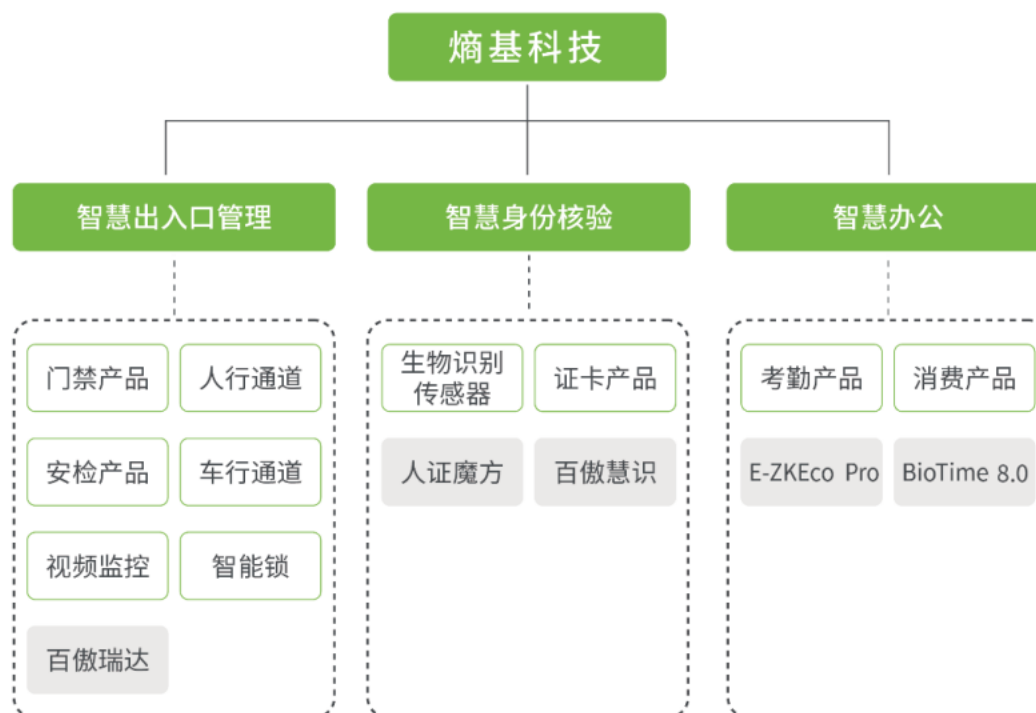 熵基科技
智慧出入口管理
智慧身份核验
智慧办公
门禁产品
人行通道
安检产品
车行通道
视频监控
智能锁
百傲瑞达
生物识别
传感器
证卡产品
人证魔方
百傲慧识
考勤产品
消费产品
E-ZKEco Pro
BioTime 8.0